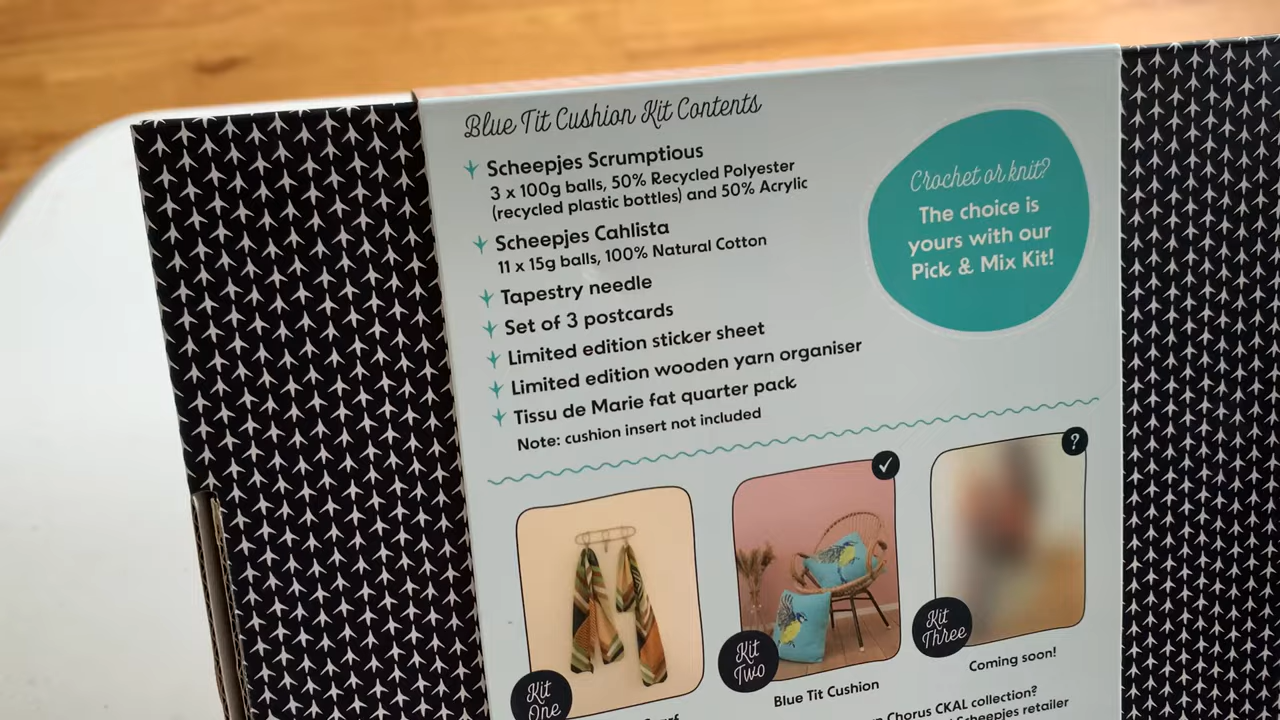 Blue Tit Cushion Kit Contents
Scheepjes Scrumptious
3 x 100g balls, 50% Recycled Polyester
(recycled plastic bottles) and 50% Acrylic
Scheepjes Cahlista
11 x 15g balls, 100% Natural Cotton
Tapestry needle
Set of 3 postcards
Limited edition sticker sheet
Limited edition wooden yarn organiser
Tissu de Marie fat quarter pack
Note: cushion insert not included
Crochet or knit?
The choice is
yours with our
Pick & Mix Kit!
?
Kit
One
Kit
Two
Blue Tit Cushion
Kit
Three
Coming soon!
Chorus CKAL collection?
Scheepjes retailer